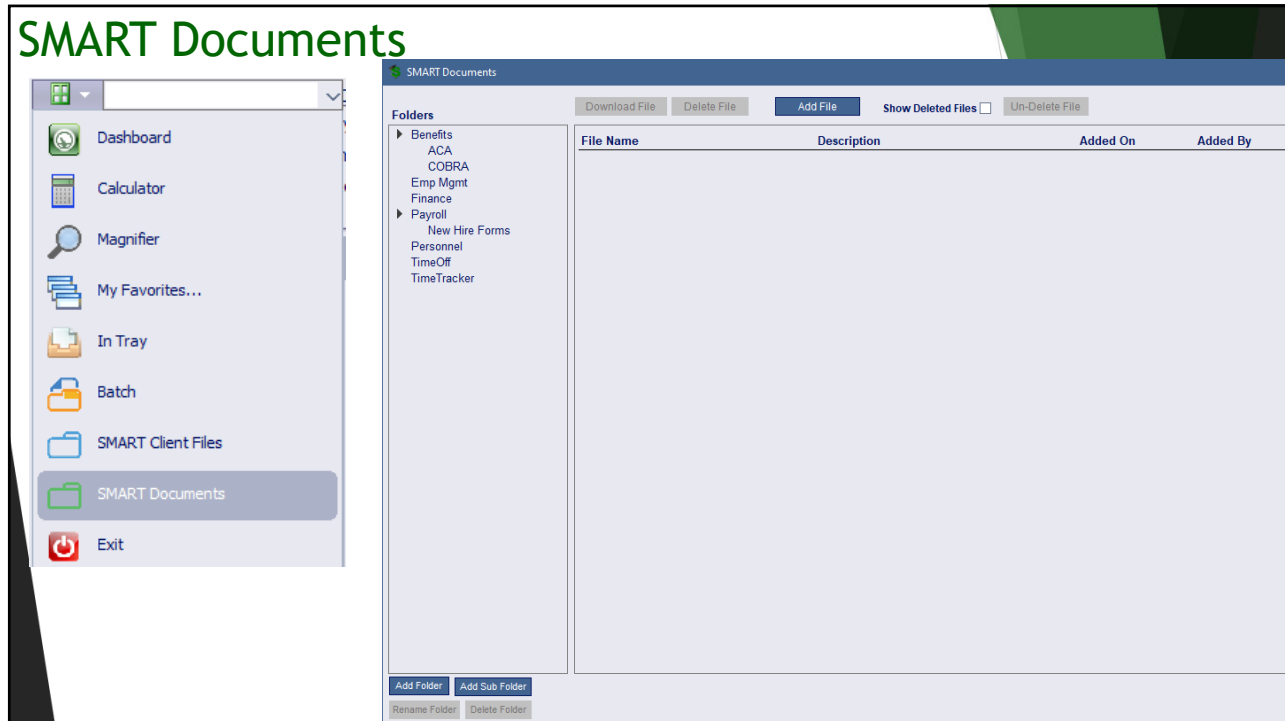 SMART Documents
Dashboard
Calculator
Magnifier
My Favorites...
In Tray
Batch
SMART Client Files
SMART Documents
Exit
SMART Documents
Download File Delete File Add File Show Deleted Files Un-Delete File
Folders
Benefits
ACA
COBRA
Emp Mgmt
Finance
Payroll
New Hire Forms
Personnel
TimeOff
TimeTracker
File Name Description Added On Added By
Add Folder Add Sub Folder
Rename Folder Delete Folder